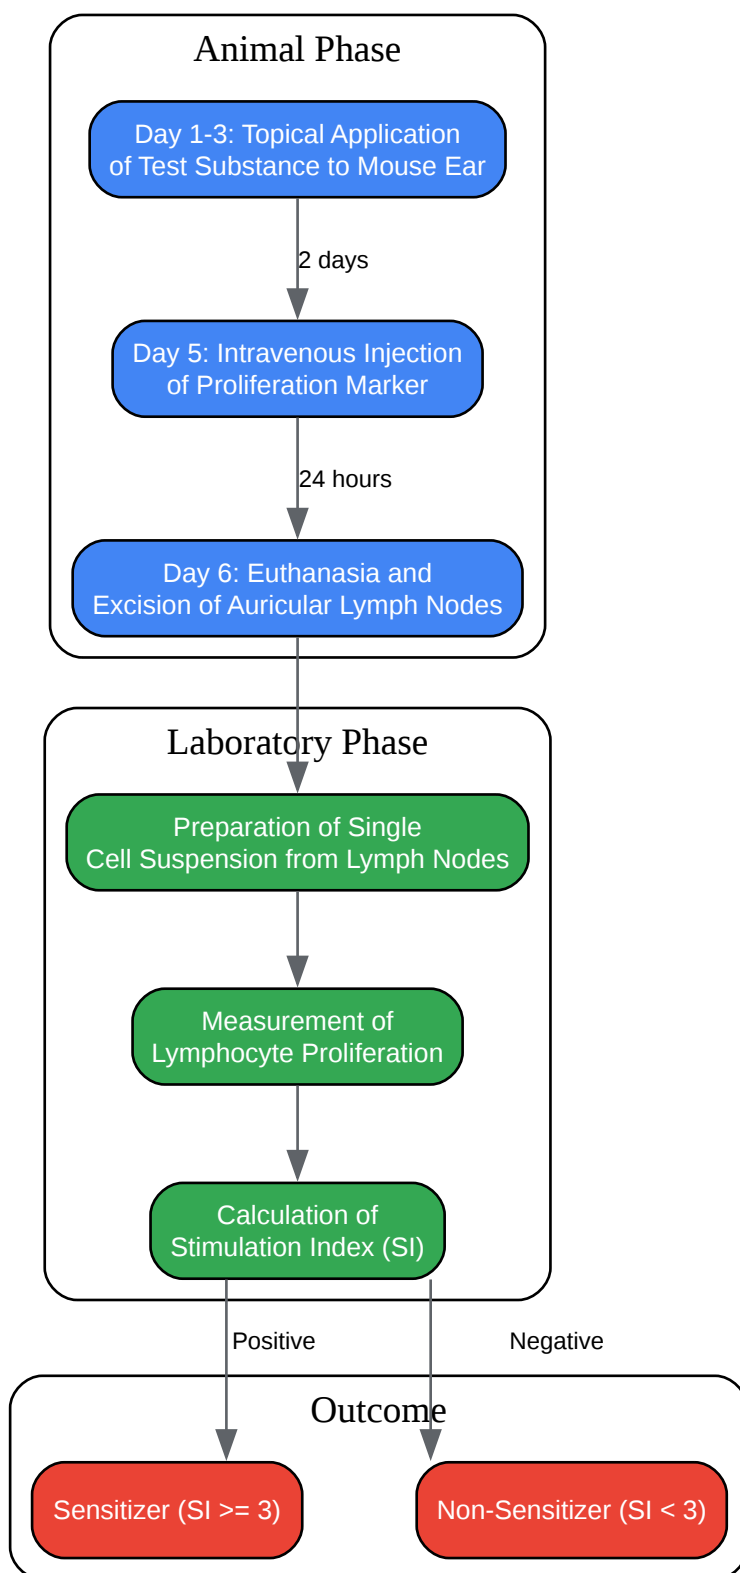 Animal Phase
Day 1-3: Topical Application
of Test Substance to Mouse Ear
2 days
Day 5: Intravenous Injection
of Proliferation Marker
24 hours
Day 6: Euthanasia and
Excision of Auricular Lymph Nodes
Laboratory Phase
Preparation of Single
Cell Suspension from Lymph Nodes
Measurement of
Lymphocyte Proliferation
Calculation of
Stimulation Index (SI)
Positive
Negative
Outcome
Sensitizer (SI >= 3)
Non-Sensitizer (SI < 3)